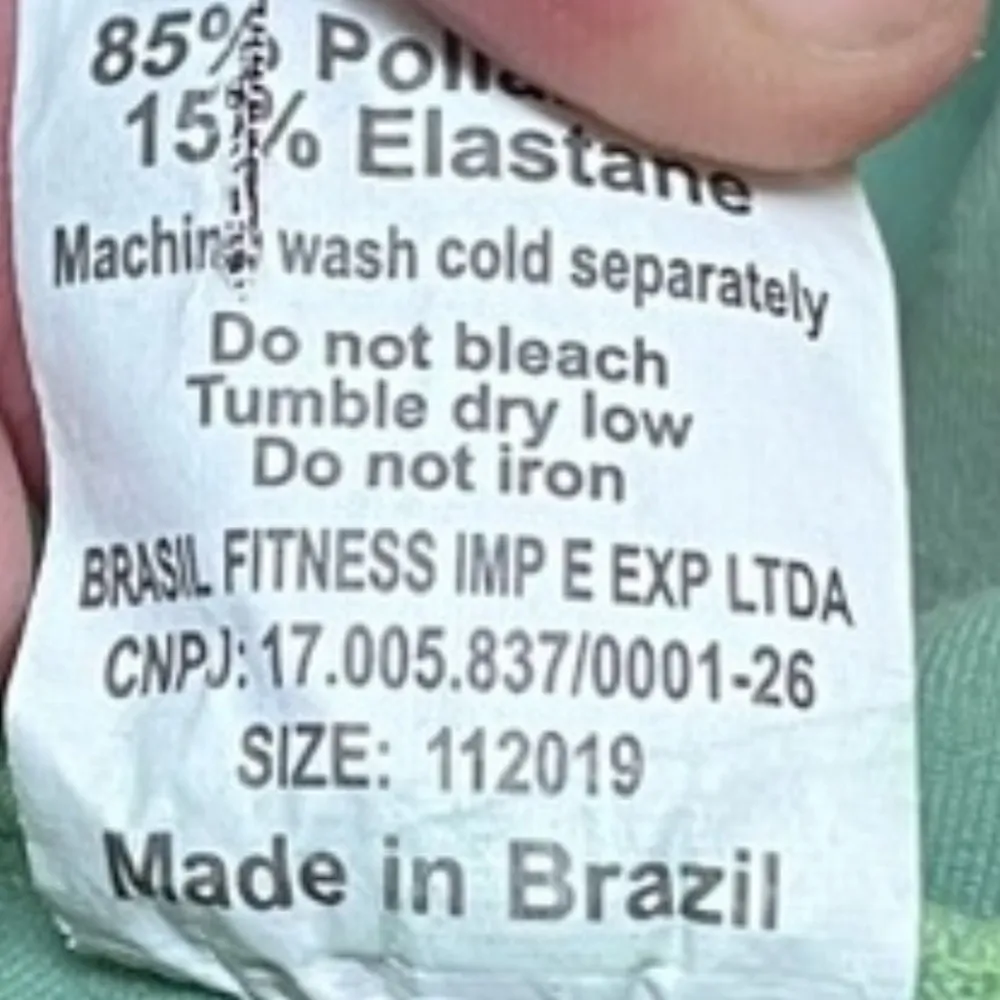 85%
15% Elastane
Machine wash cold separately
Do not bleach
Tumble dry low
Do not iron
BRASIL FITNESS IMP E EXP LTDA
CNPJ: 17.005.837/0001-26
SIZE: 112019
Made in Brazil